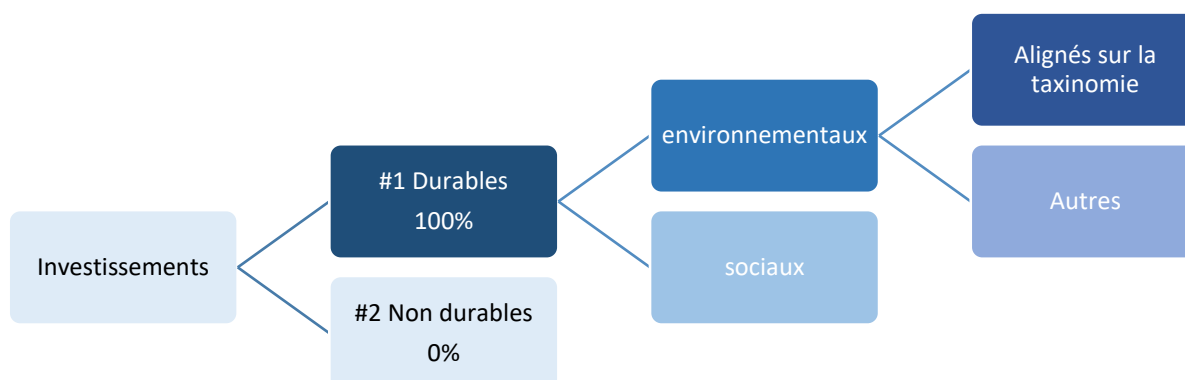 Investissements
#1 Durables
100%
#2 Non durables
0%
environnementaux
sociaux
Alignés sur la
taxinomie
Autres